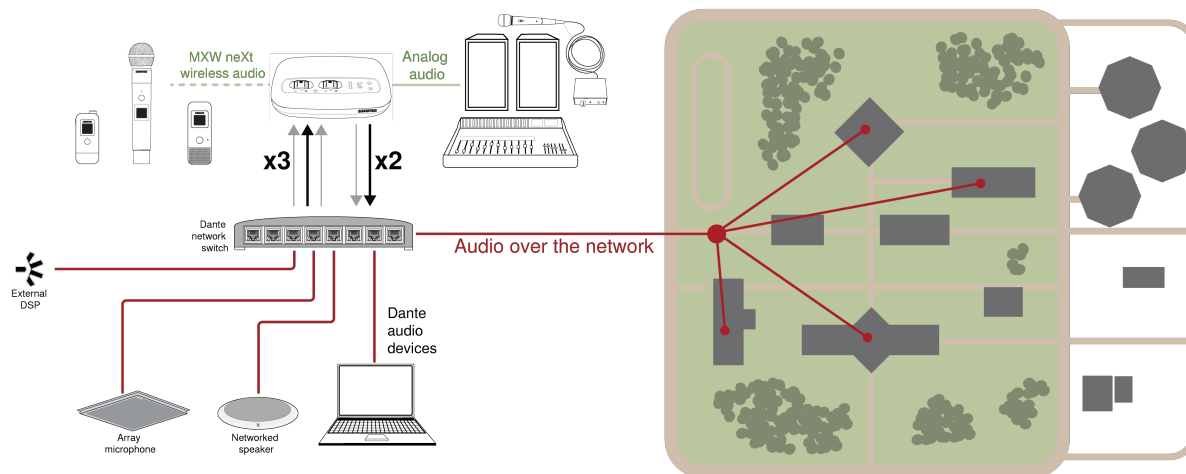 MXW neXt
wireless audio
Analog
audio
x3
x2
Dante
network
switch
Audio over the network
External
DSP
Dante
audio
devices
Array
microphone
Networked
speaker